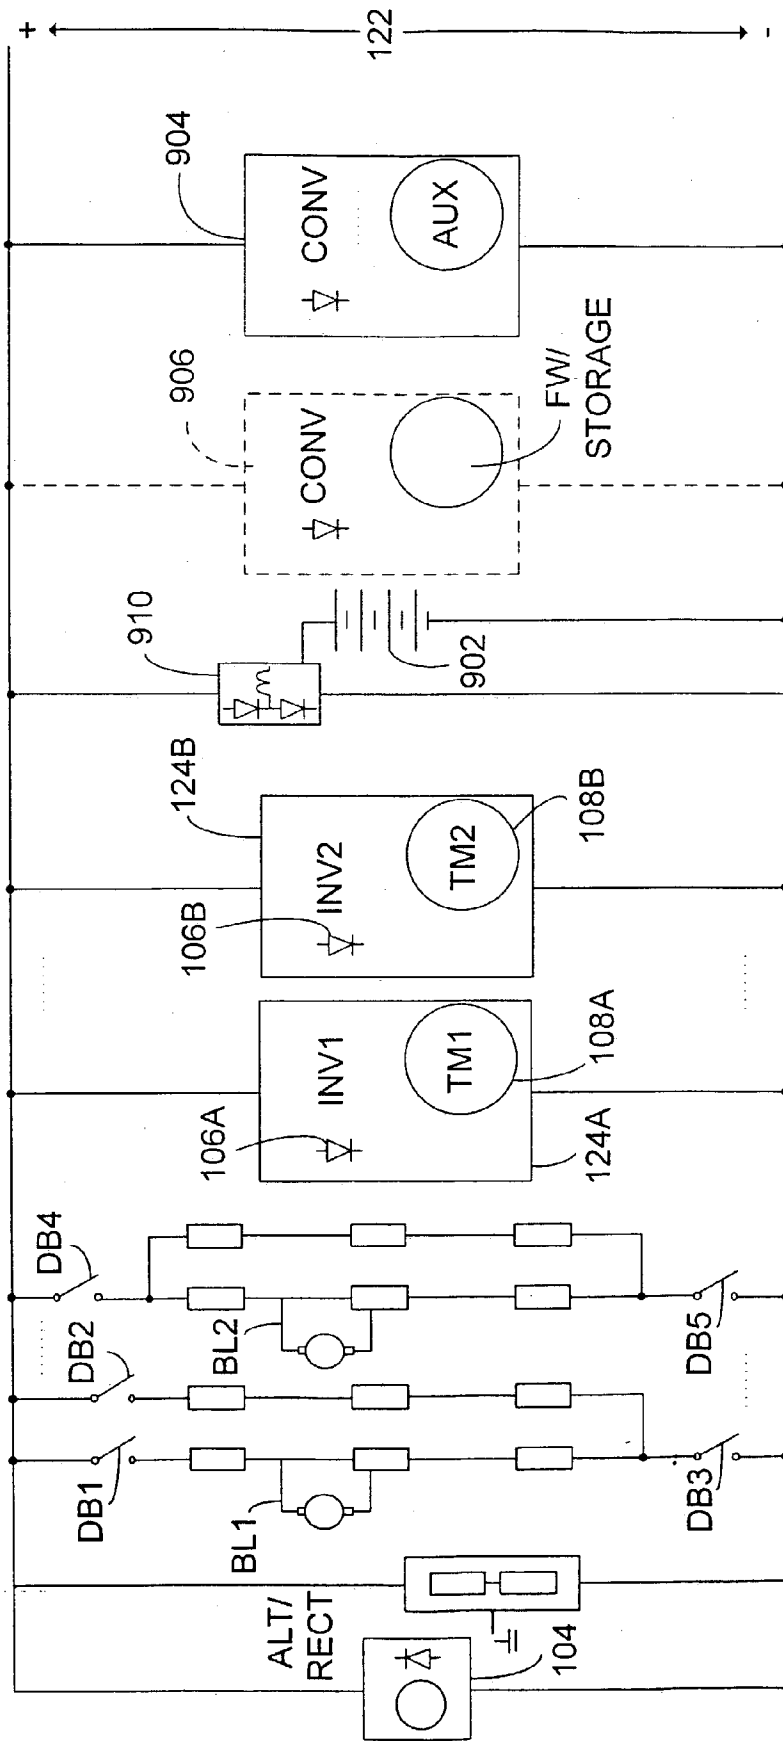 +
122
-
904
CONV
AUX
906
CONV
FW/
STORAGE
910
902
124B
INV2
106B
TM2
108B
INV1
106A
TM1
108A
124A
DB4
DB2
BL2
DB5
DB1
BL1
DB3
ALT/
RECT
104